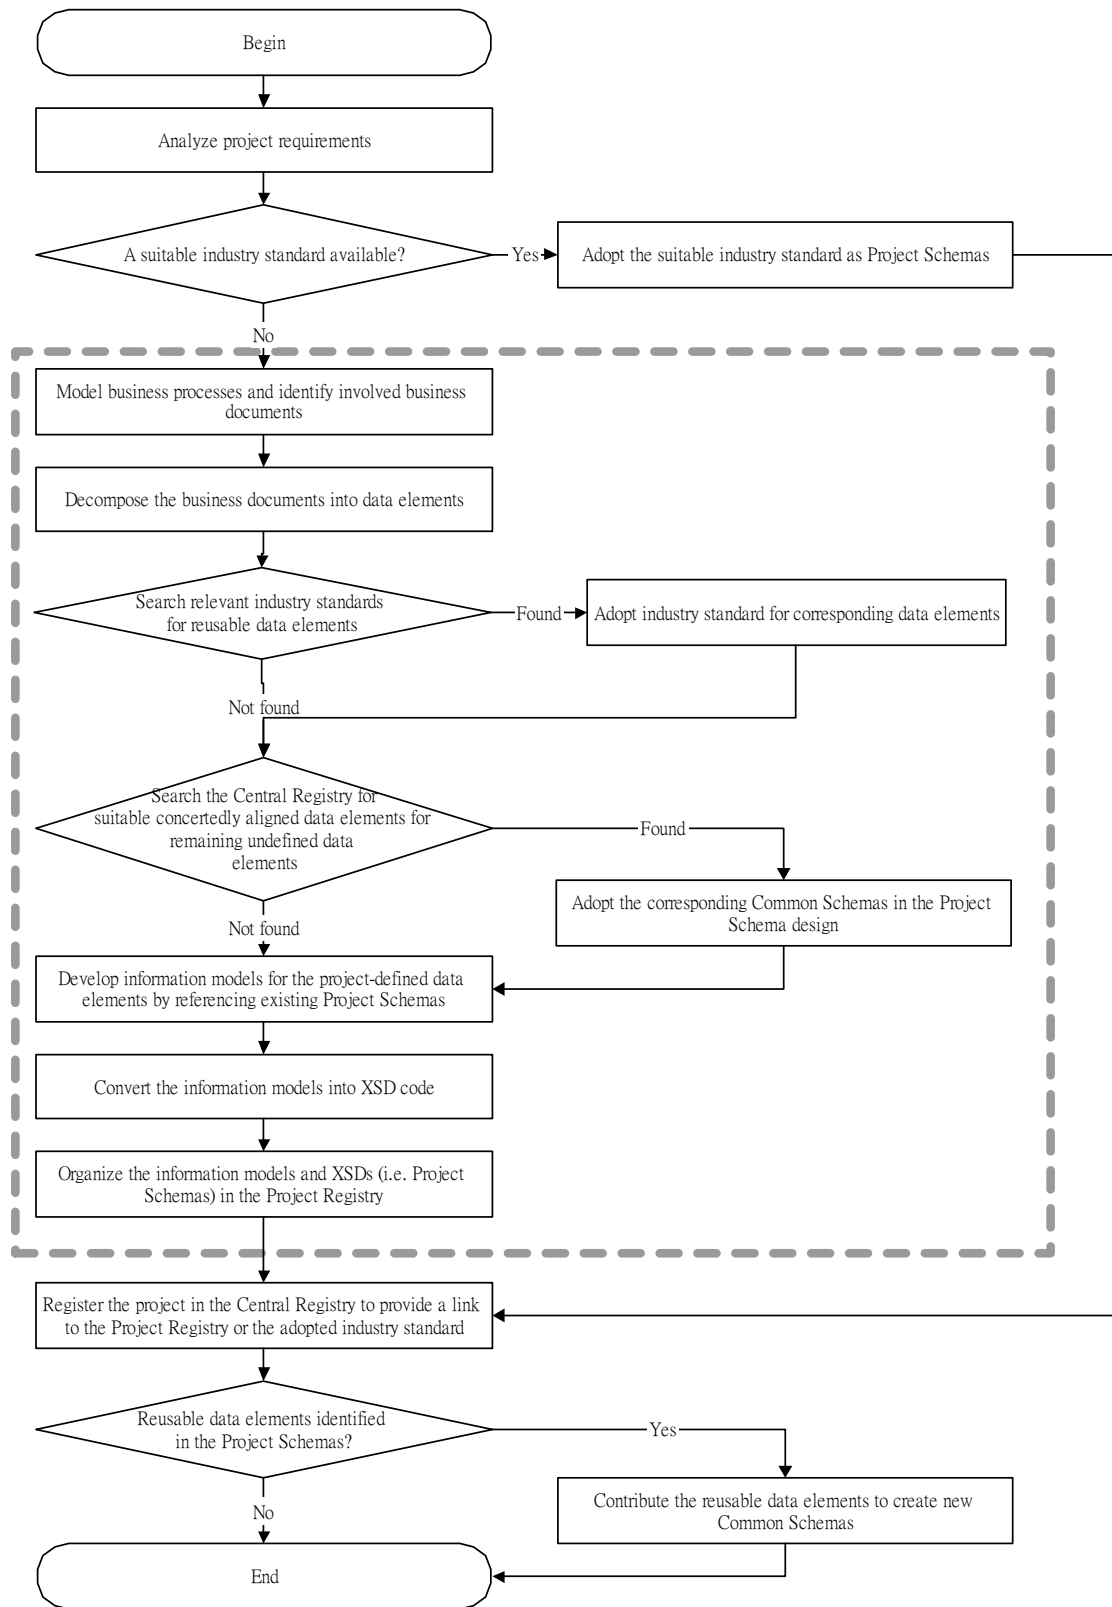 Begin
Analyze project requirements
A suitable industry standard available?
Yes
Adopt the suitable industry standard as Project Schemas
No
Model business processes and identify involved business
documents
Decompose the business documents into data elements
Search relevant industry standards
for reusable data elements
Found
Adopt industry standard for corresponding data elements
Not found
Search the Central Registry for
suitable concertedly aligned data elements for
remaining undefined data
elements
Found
Adopt the corresponding Common Schemas in the Project
Schema design
Not found
Develop information models for the project-defined data
elements by referencing existing Project Schemas
Convert the information models into XSD code
Organize the information models and XSDs (i.e. Project
Schemas) in the Project Registry
Register the project in the Central Registry to provide a link
to the Project Registry or the adopted industry standard
Reusable data elements identified
in the Project Schemas?
Yes
Contribute the reusable data elements to create new
Common Schemas
No
End